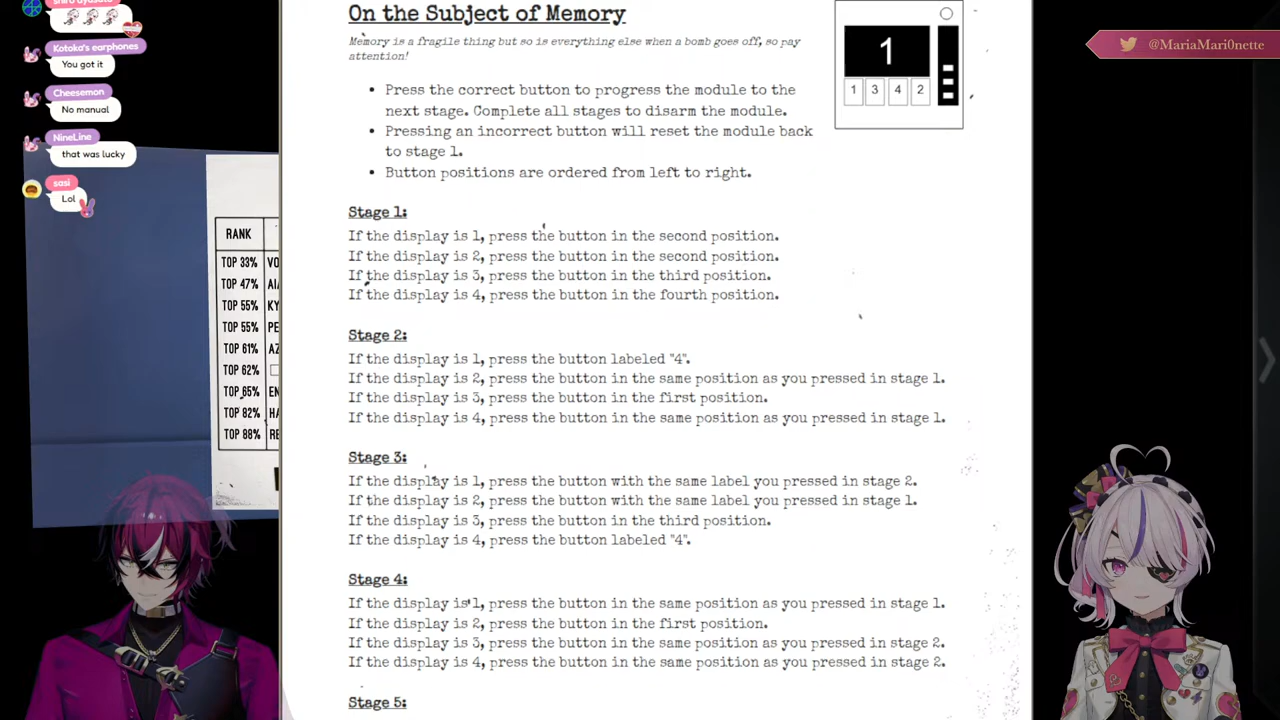 Kotoka's earphones
You got it
Cheesemon
No manual
NineLine
that was lucky
sasi
Lol
RANK
TOP 33% VO
TOP 47% AI
TOP 55% KY
TOP 55% PE
TOP 61% AZ
TOP 62%
TOP 65% EN
TOP 82% HA
TOP 88% RE
On the Subject of Memory
Memory is a fragile thing but so is everything else when a bomb goes off, so pay
attention!
• Press the correct button to progress the module to the
next stage. Complete all stages to disarm the module.
• Pressing an incorrect button will reset the module back
to stage 1.
• Button positions are ordered from left to right.
1
1 3 4 2
Stage 1:
If the display is 1, press the button in the second position.
If the display is 2, press the button in the second position.
If the display is 3, press the button in the third position.
If the display is 4, press the button in the fourth position.
Stage 2:
If the display is 1, press the button labeled "4".
If the display is 2, press the button in the same position as you pressed in stage 1.
If the display is 3, press the button in the first position.
If the display is 4, press the button in the same position as you pressed in stage 1.
Stage 3:
If the display is 1, press the button with the same label you pressed in stage 2.
If the display is 2, press the button with the same label you pressed in stage 1.
If the display is 3, press the button in the third position.
If the display is 4, press the button labeled "4".
Stage 4:
If the display is 1, press the button in the same position as you pressed in stage 1.
If the display is 2, press the button in the first position.
If the display is 3, press the button in the same position as you pressed in stage 2.
If the display is 4, press the button in the same position as you pressed in stage 2.
Stage 5:
@MariaMari0nette